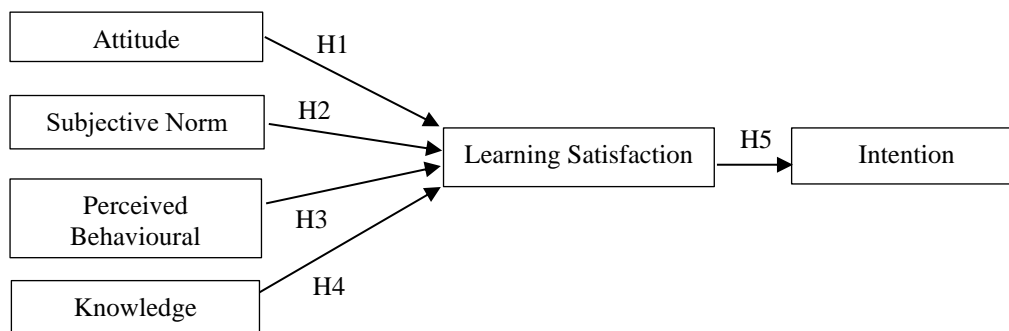 Attitude
H1
Subjective Norm
H2
Learning Satisfaction
H5
Intention
Perceived
Behavioural
H3
Knowledge
H4